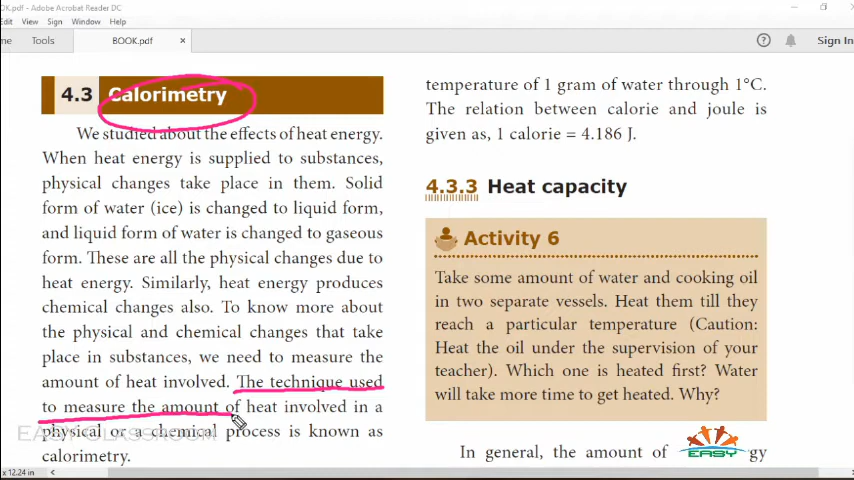 OK.pdf - Adobe Acrobat Reader DC
Edit View Sign Window Help
me Tools BOOK.pdf × Sign In
4.3 Calorimetry
We studied about the effects of heat energy.
When heat energy is supplied to substances,
physical changes take place in them. Solid
form of water (ice) is changed to liquid form,
and liquid form of water is changed to gaseous
form. These are all the physical changes due to
heat energy. Similarly, heat energy produces
chemical changes also. To know more about
the physical and chemical changes that take
place in substances, we need to measure the
amount of heat involved. The technique used
to measure the amount of heat involved in a
physical or a chemical process is known as
calorimetry.
EASY CLASSROOM
x 12.24 in
temperature of 1 gram of water through 1°C.
The relation between calorie and joule is
given as, 1 calorie = 4.186 J.
4.3.3 Heat capacity
Activity 6
Take some amount of water and cooking oil
in two separate vessels. Heat them till they
reach a particular temperature (Caution:
Heat the oil under the supervision of your
teacher). Which one is heated first? Water
will take more time to get heated. Why?
In general, the amount of gy
EASY